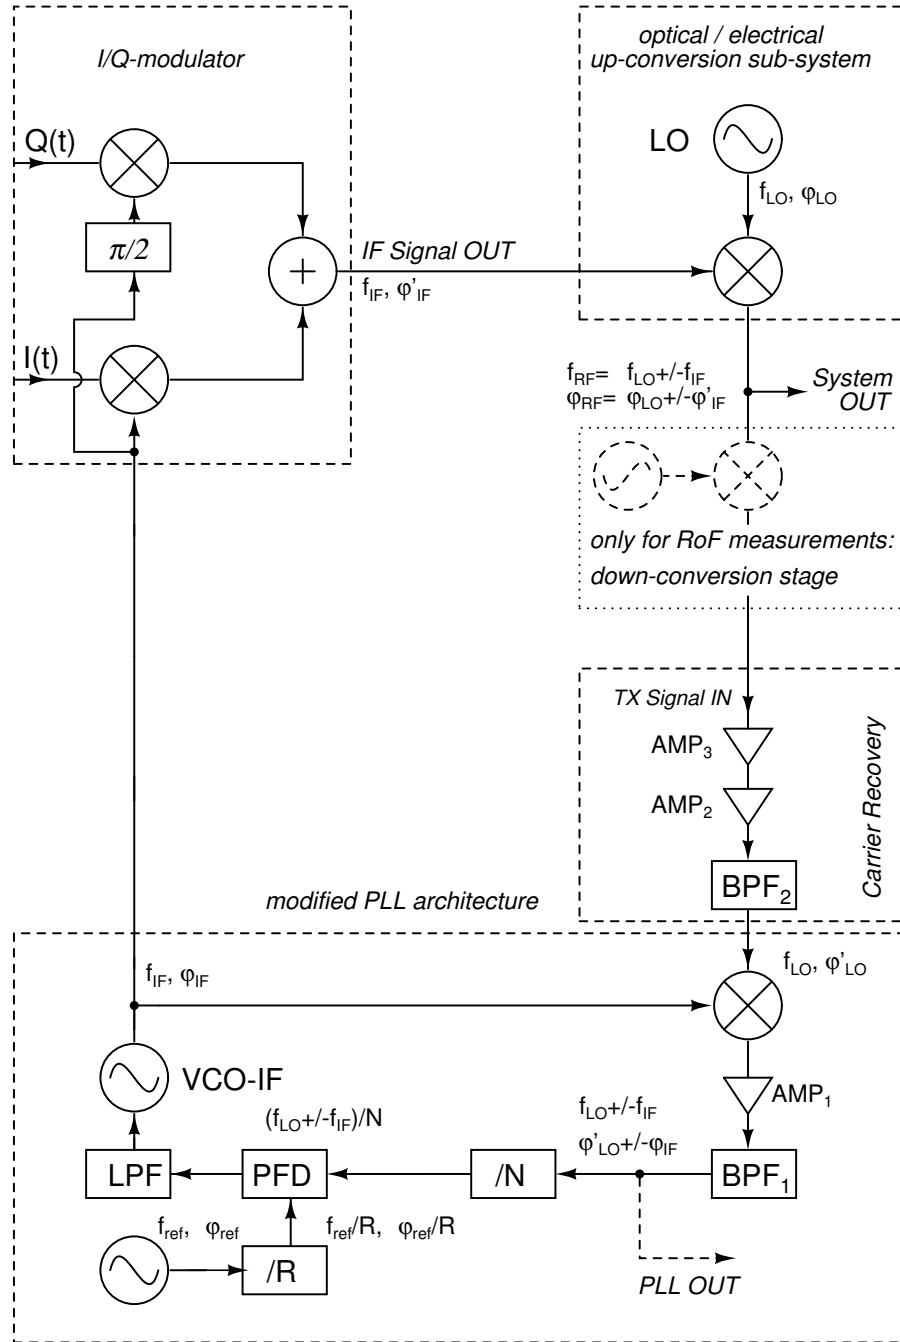 I/Q-modulator
optical / electrical
up-conversion sub-system
Q(t)
LO
f_LO, φ_LO
π/2
IF Signal OUT
f_IF, φ'_IF
+
I(t)
f_RF= f_LO+/-f_IF
φ_RF= φ_LO+/-φ'_IF
System
OUT
only for RoF measurements:
down-conversion stage
TX Signal IN
AMP_3
AMP_2
BPF_2
Carrier Recovery
modified PLL architecture
f_IF, φ_IF
f_LO, φ'_LO
VCO-IF
AMP_1
(f_LO+/-f_IF)/N
f_LO+/-f_IF
φ'_LO+/-φ_IF
LPF
PFD
/N
BPF_1
f_ref, φ_ref
f_ref/R, φ_ref/R
/R
PLL OUT